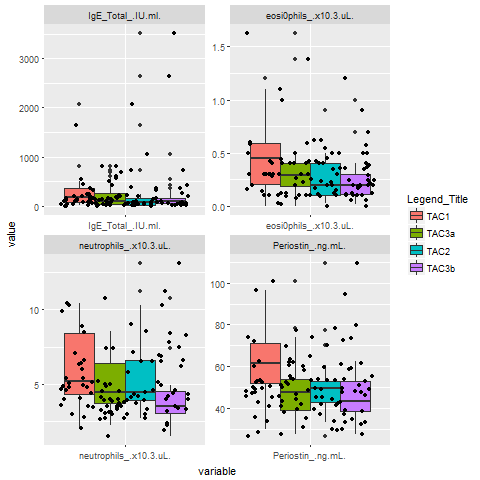 IgE_Total_.IU.ml.
eosi0phils_.x10.3.uL.
3000
2000
1000
0
1.5
1.0
0.5
0.0
IgE_Total_.IU.ml.
eosi0phils_.x10.3.uL.
neutrophils_.x10.3.uL.
Periostin_.ng.mL.
10
5
100
80
60
40
neutrophils_.x10.3.uL.
Periostin_.ng.mL.
value
variable
Legend_Title
TAC1
TAC3a
TAC2
TAC3b